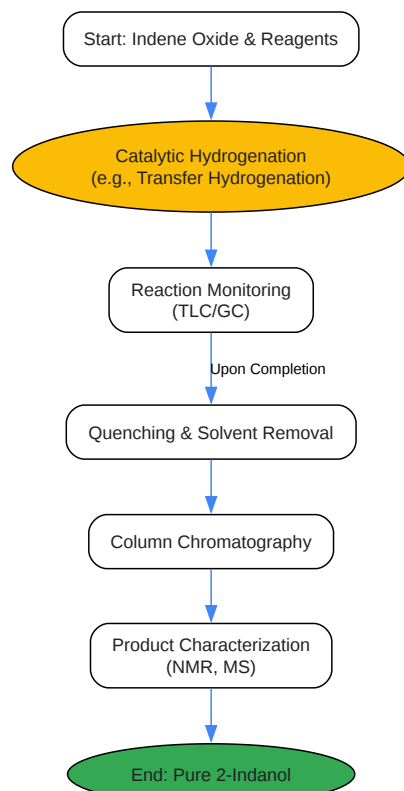 Start: Indene Oxide & Reagents
Catalytic Hydrogenation
(e.g., Transfer Hydrogenation)
Reaction Monitoring
(TLC/GC)
Upon Completion
Quenching & Solvent Removal
Column Chromatography
Product Characterization
(NMR, MS)
End: Pure 2-Indanol